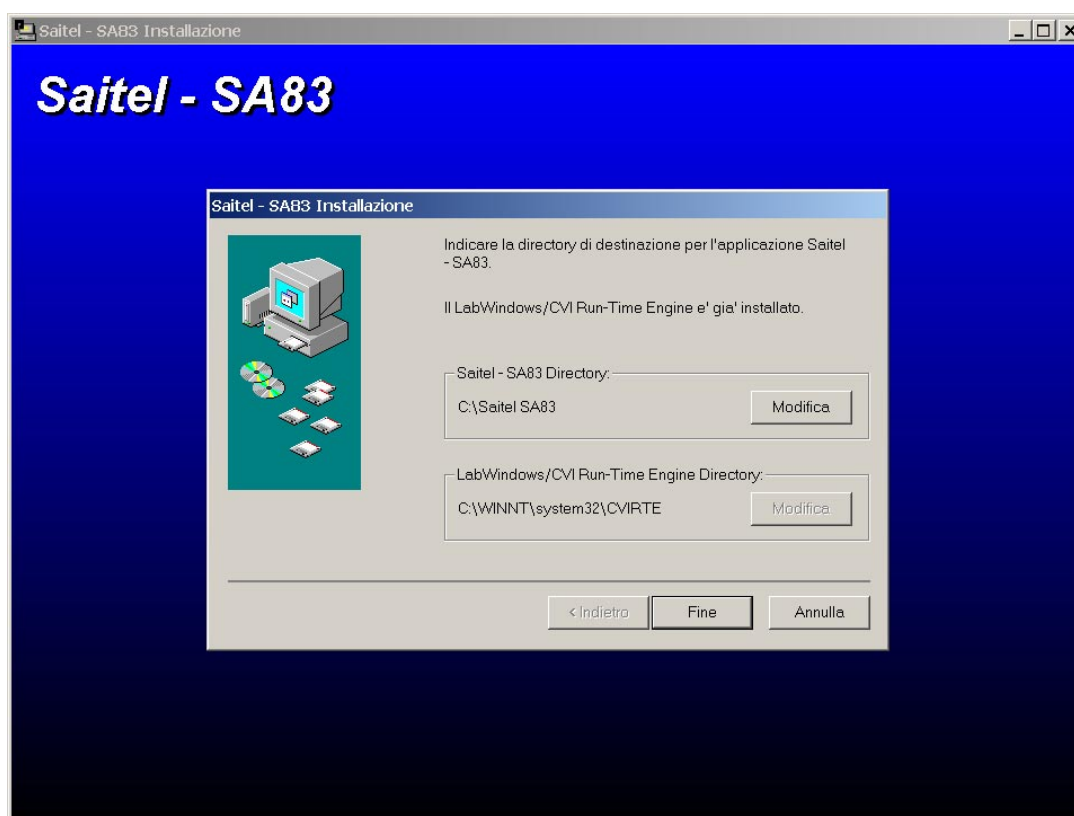 Saitel - SA83 Installazione
Saitel - SA83
Saitel - SA83 Installazione
Indicare la directory di destinazione per l'applicazione Saitel
- SA83.
Il LabWindows/CVI Run-Time Engine e' gia' installato.
Saitel - SA83 Directory:
C:\Saitel SA83
Modifica
LabWindows/CVI Run-Time Engine Directory:
C:\WINNT\system32\CVIRTE
Modifica
< Indietro
Fine
Annulla